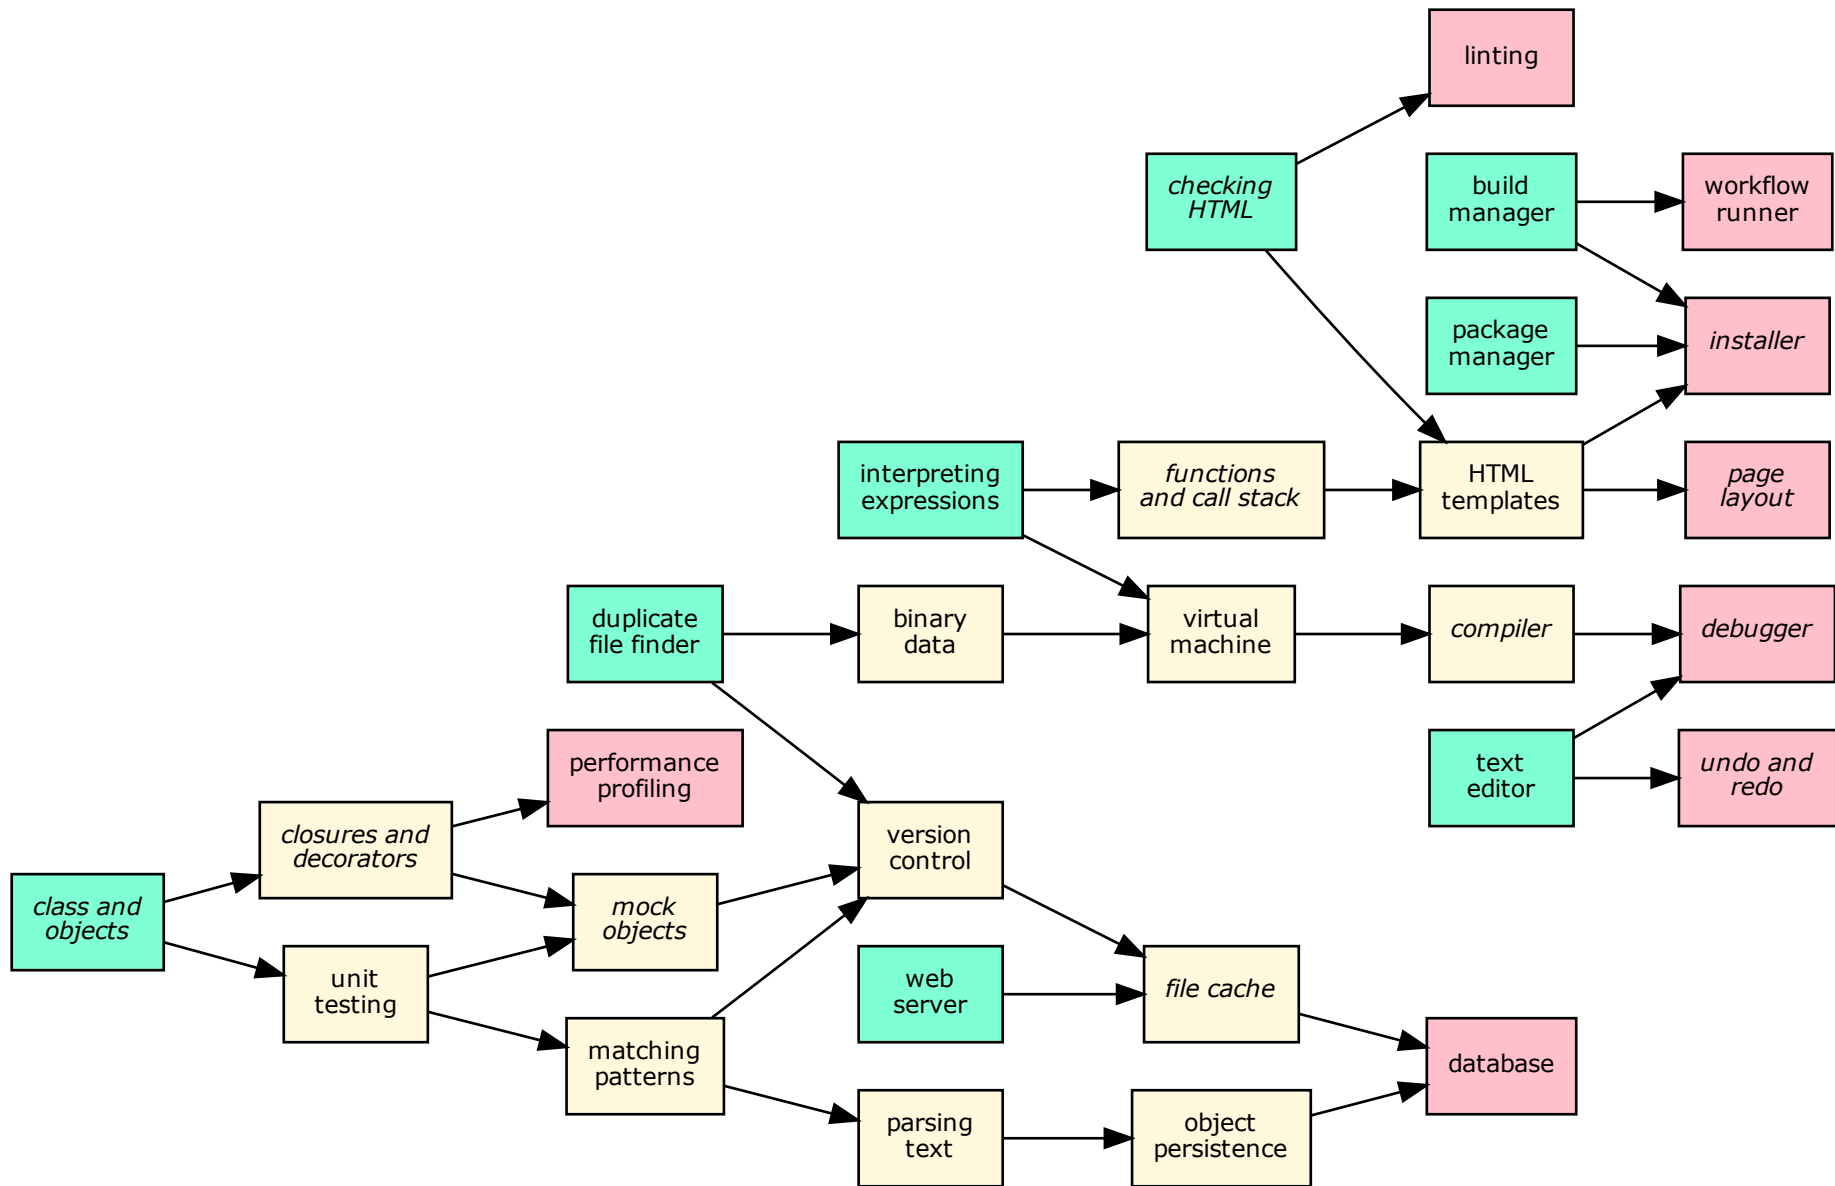 linting
checking
HTML
build
manager
workflow
runner
package
manager
installer
interpreting
expressions
functions
and call stack
HTML
templates
page
layout
duplicate
file finder
binary
data
virtual
machine
compiler
debugger
performance
profiling
text
editor
undo and
redo
closures and
decorators
version
control
class and
objects
mock
objects
unit
testing
web
server
file cache
matching
patterns
database
parsing
text
object
persistence